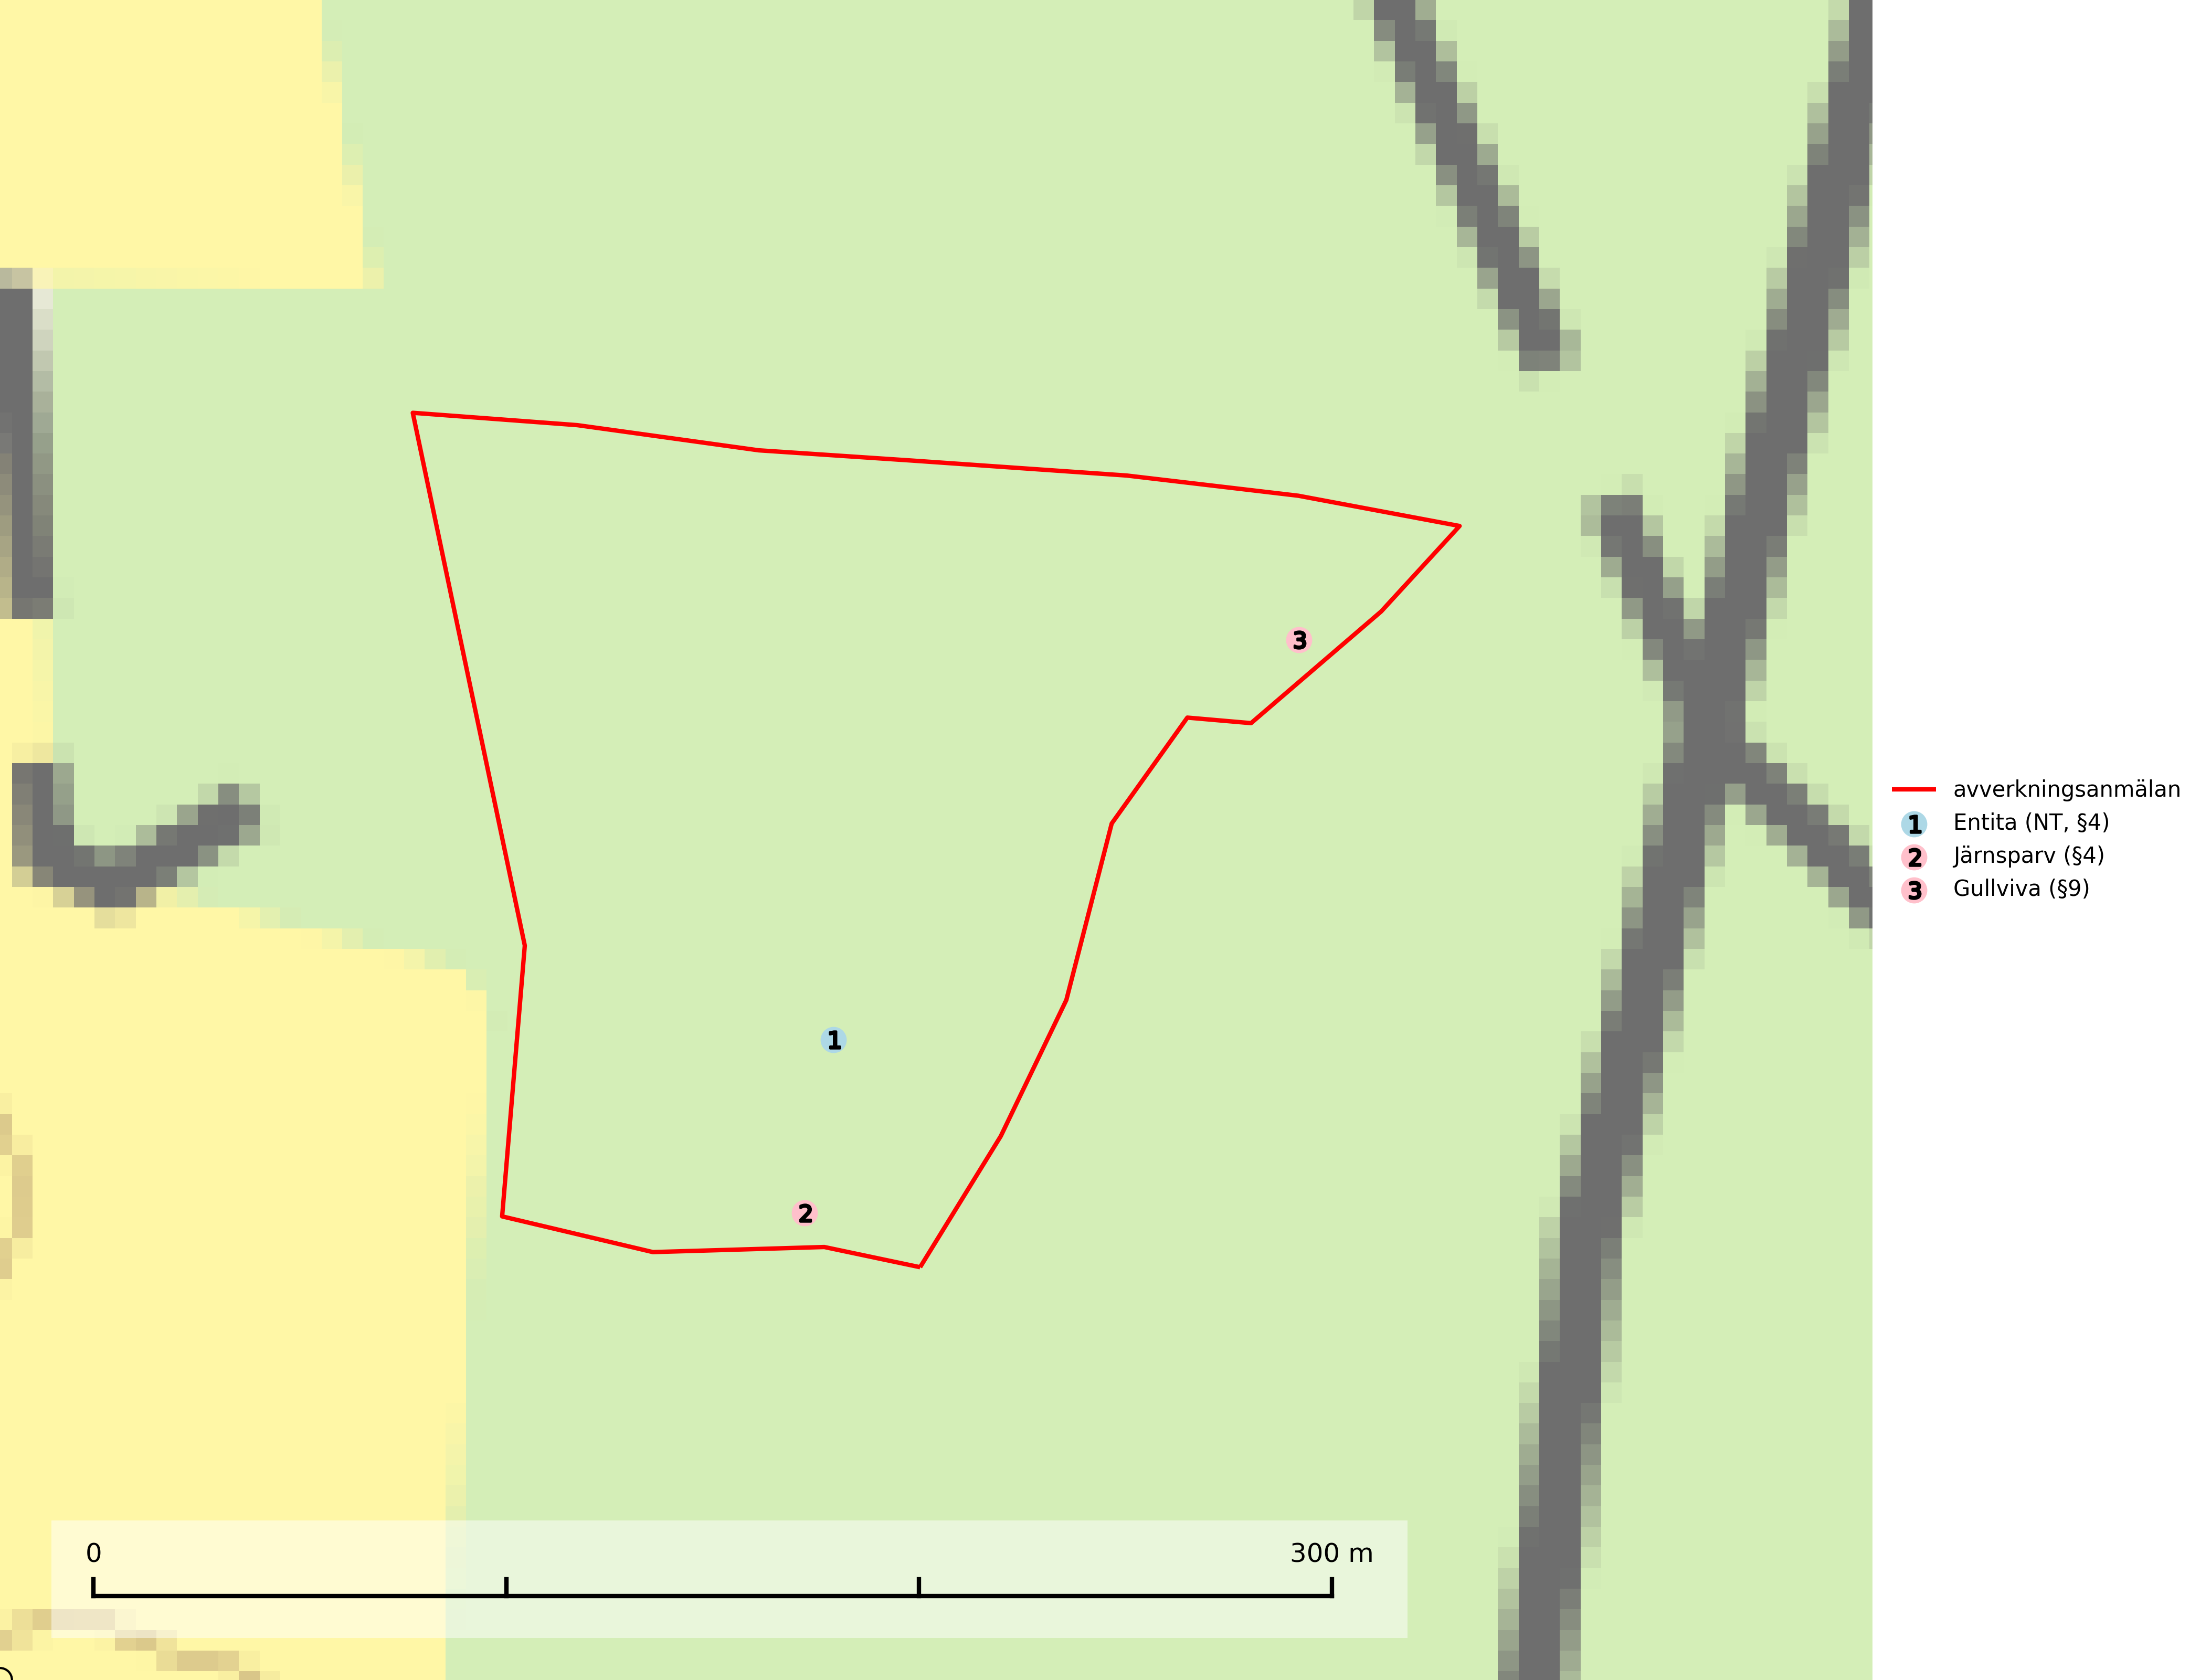 3
1
2
avverkningsanmälan
1 Entita (NT, §4)
2 Järnsparv (§4)
3 Gullviva (§9)
0 300 m